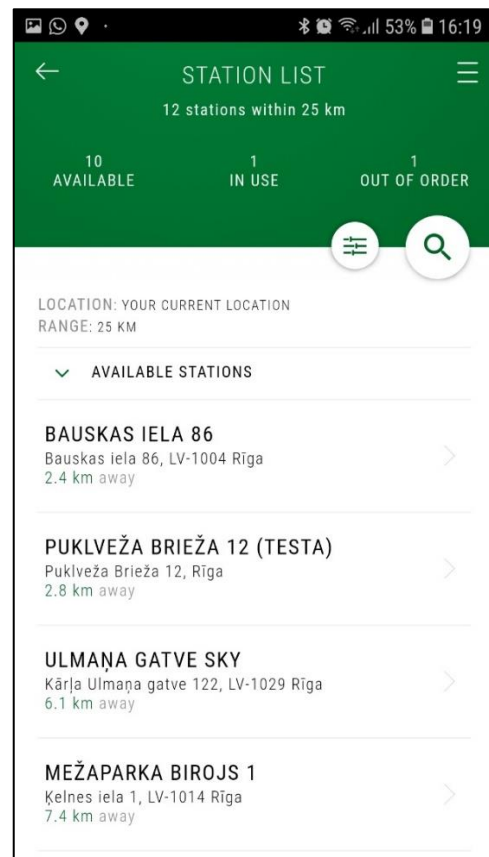 53% 16:19
STATION LIST
12 stations within 25 km
10
AVAILABLE
1
IN USE
1
OUT OF ORDER
LOCATION: YOUR CURRENT LOCATION
RANGE: 25 KM
AVAILABLE STATIONS
BAUSKAS IELA 86
Bauskas iela 86, LV-1004 Rīga
2.4 km away
PUKLVEŽA BRIEŽA 12 (TESTA)
Puklveža Brieža 12, Rīga
2.8 km away
ULMAŅA GATVE SKY
Kārļa Ulmaņa gatve 122, LV-1029 Rīga
6.1 km away
MEŽAPARKA BIROJS 1
Ķelnes iela 1, LV-1014 Rīga
7.4 km away